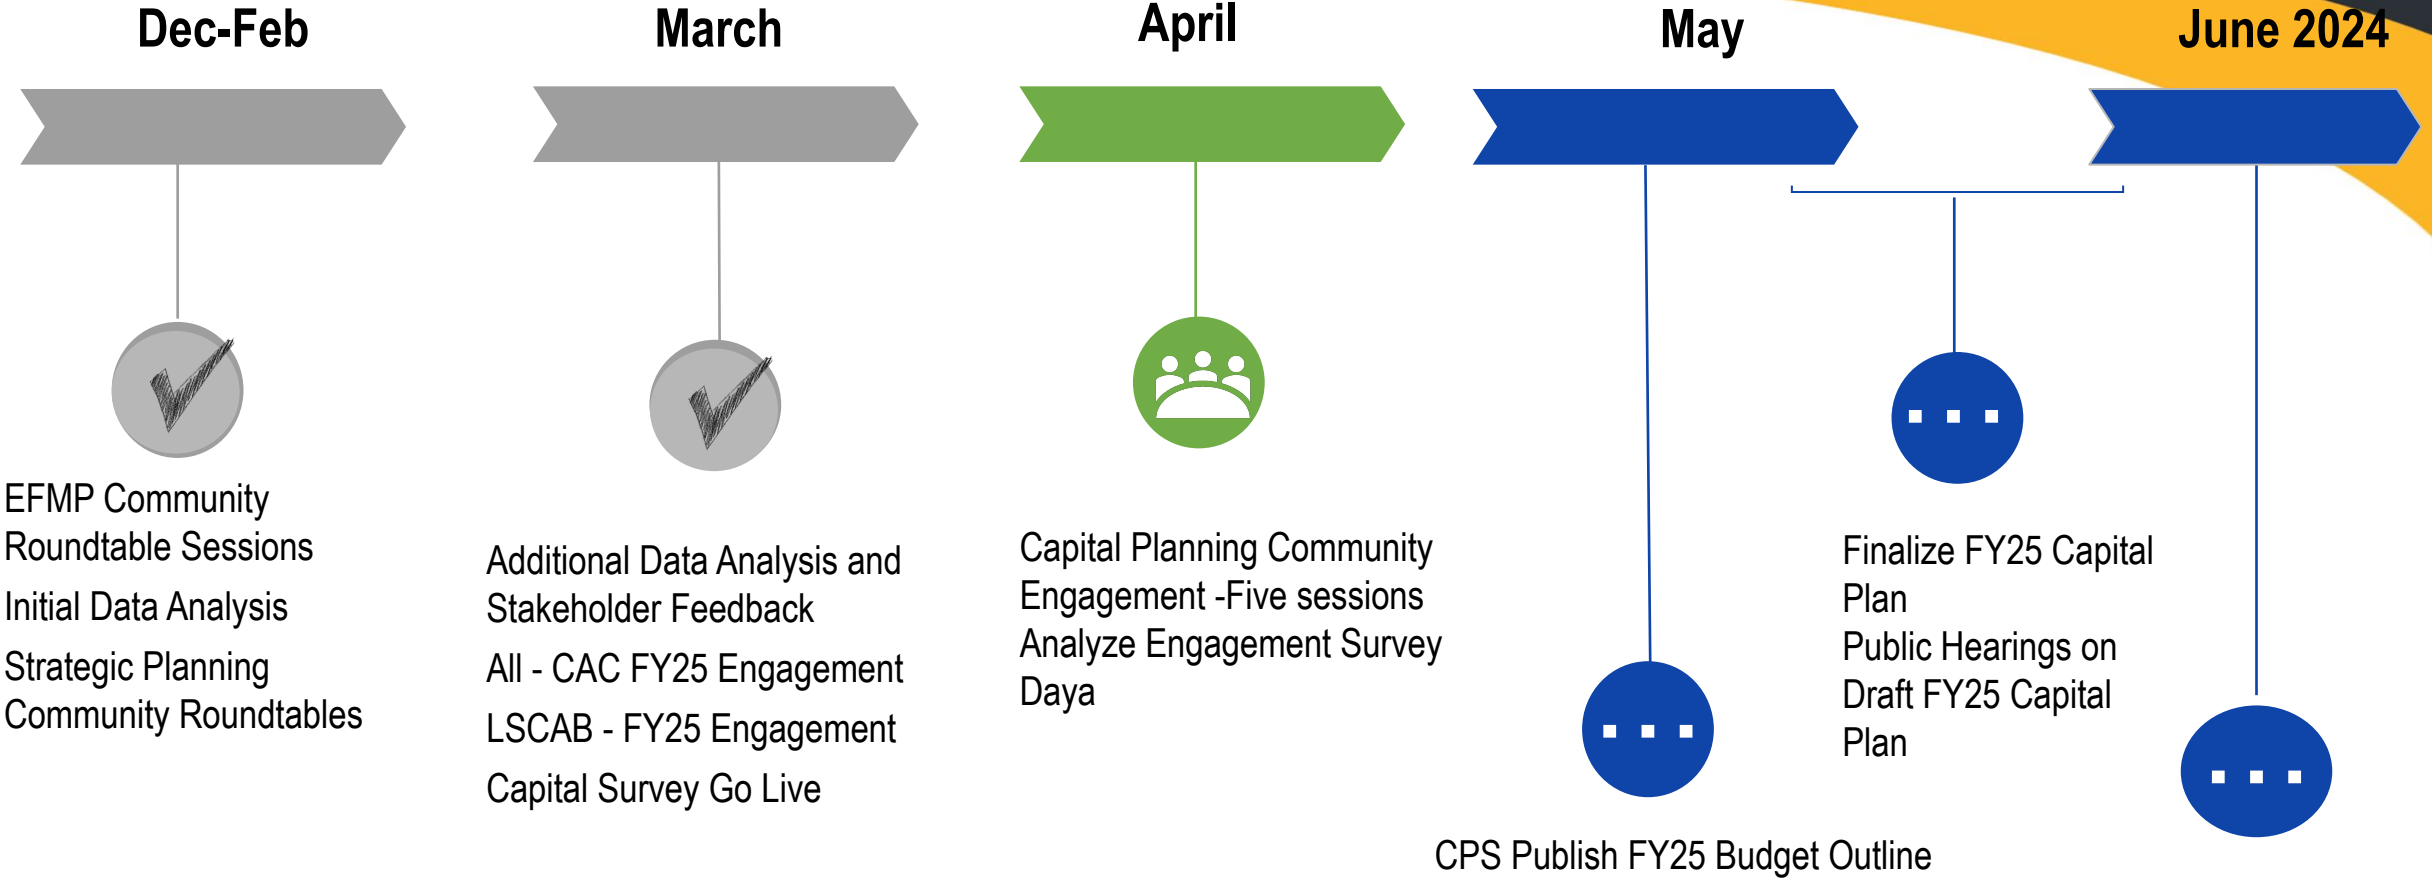 Dec-Feb
March
April
May
June 2024
EFMP Community
Roundtable Sessions
Initial Data Analysis
Strategic Planning
Community Roundtables
Additional Data Analysis and
Stakeholder Feedback
All - CAC FY25 Engagement
LSCAB - FY25 Engagement
Capital Survey Go Live
Capital Planning Community
Engagement -Five sessions
Analyze Engagement Survey
Daya
CPS Publish FY25 Budget Outline
Finalize FY25 Capital
Plan
Public Hearings on
Draft FY25 Capital
Plan